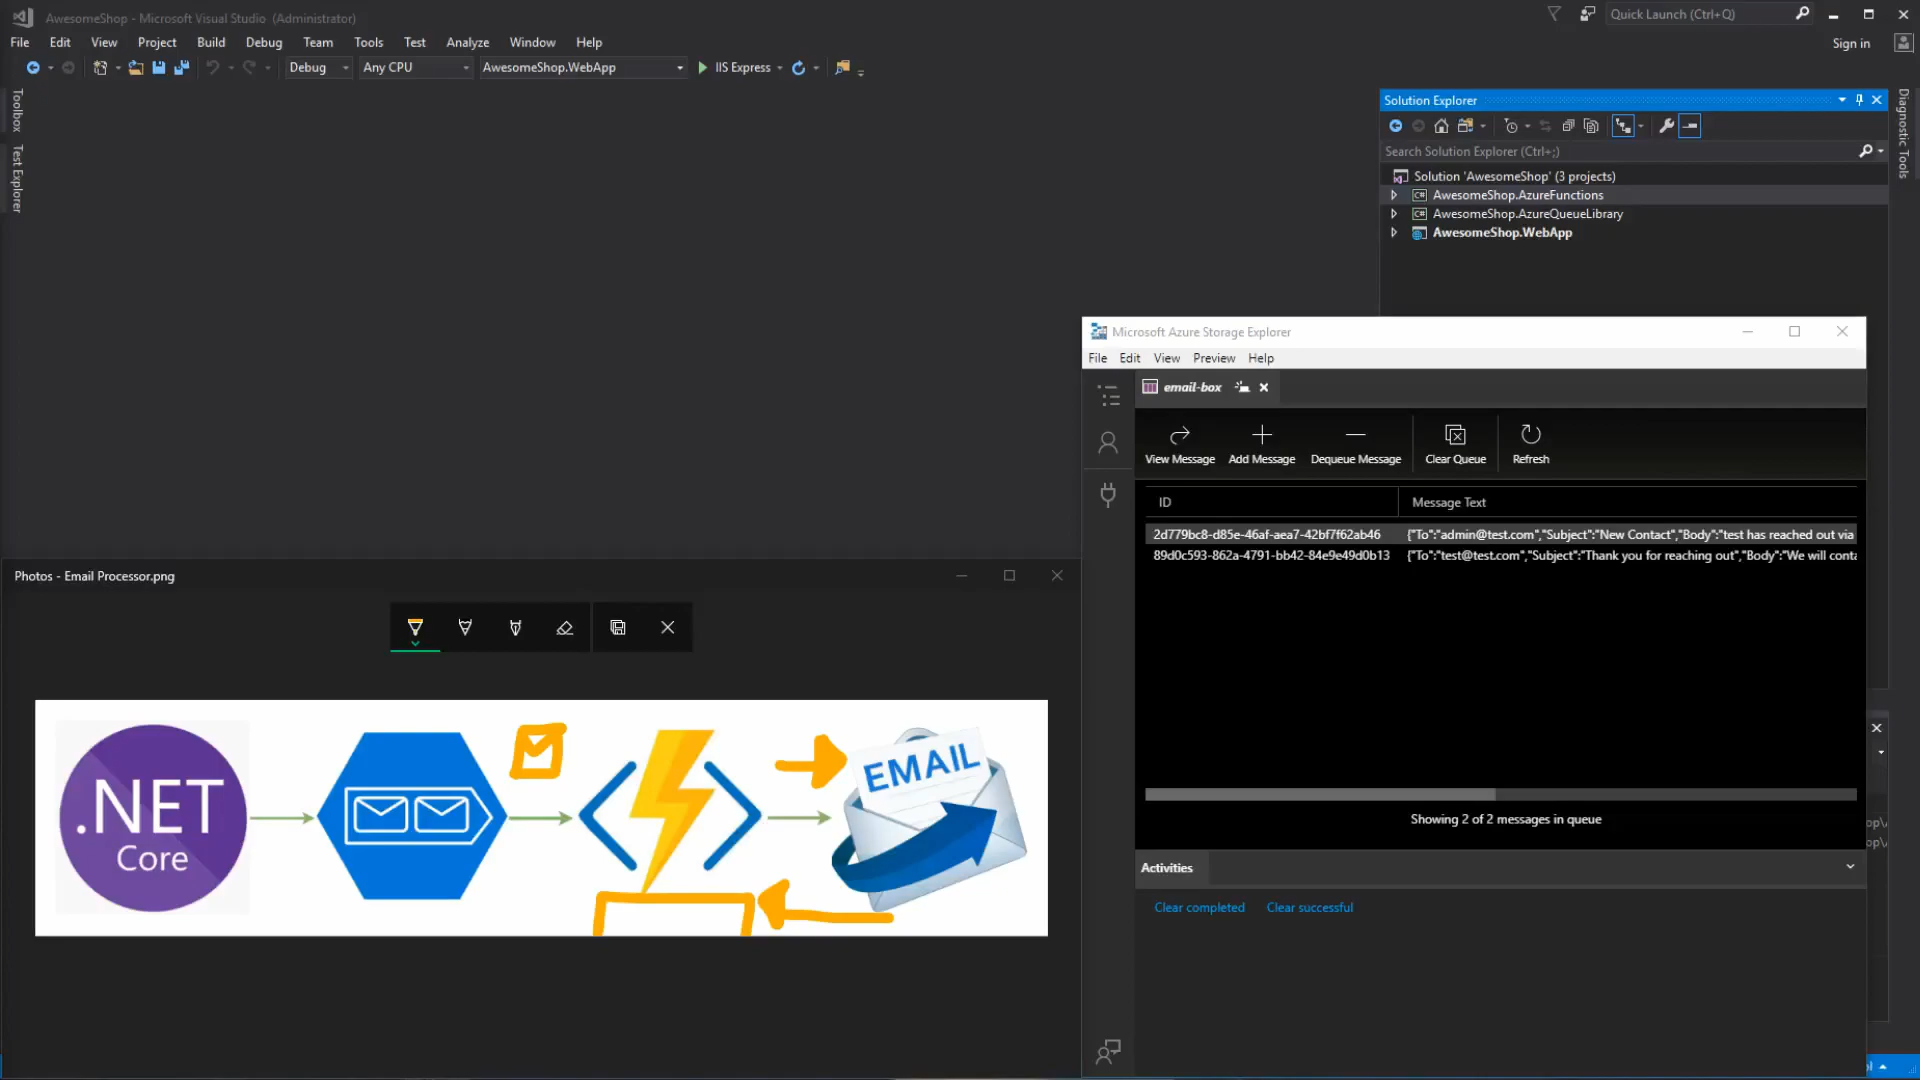 AwesomeShop - Microsoft Visual Studio (Administrator)
Quick Launch (Ctrl+Q)
File Edit View Project Build Debug Team Tools Test Analyze Window Help
Sign in
Debug Any CPU AwesomeShop.WebApp IIS Express
Toolbox
Test Explorer
Diagnostic Tools
Solution Explorer
Search Solution Explorer (Ctrl+;)
Solution 'AwesomeShop' (3 projects)
C# AwesomeShop.AzureFunctions
C# AwesomeShop.AzureQueueLibrary
AwesomeShop.WebApp
Microsoft Azure Storage Explorer
File Edit View Preview Help
email-box
View Message Add Message Dequeue Message Clear Queue Refresh
ID Message Text
2d779bc8-d85e-46af-aea7-42bf7f62ab46 {"To":"admin@test.com","Subject":"New Contact","Body":"test has reached out via
89d0c593-862a-4791-bb42-84e9e49d0b13 {"To":"test@test.com","Subject":"Thank you for reaching out","Body":"We will conta
Showing 2 of 2 messages in queue
Activities
Clear completed Clear successful
Photos - Email Processor.png
.NET
Core
EMAIL